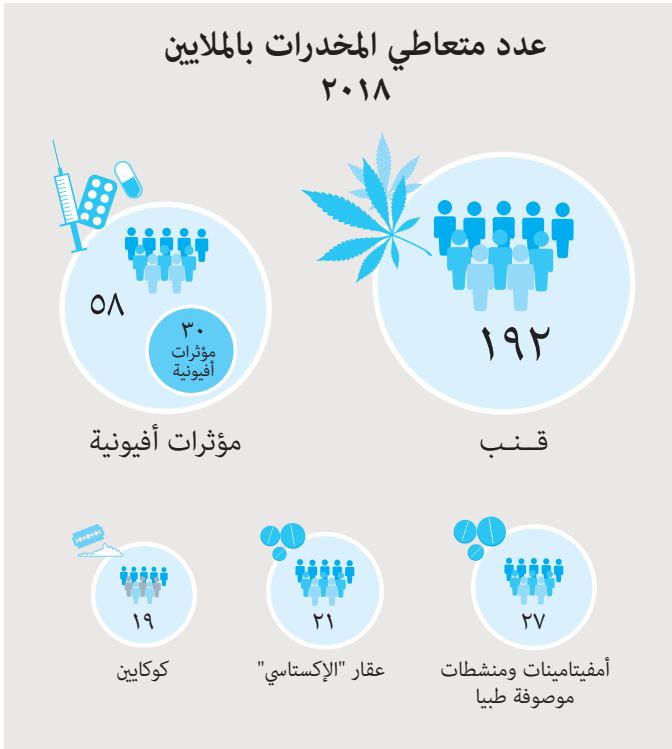 عدد متعاطي المخدرات بالملايين
٢٠١٨
١٩٢
قــنــب
٥٨
٣٠
مؤثرات
أفيونية
مؤثرات أفيونية
٢٧
أمفيتامينات ومنشطات
موصوفة طبيا
٢١
عقار "الإكستاسي"
١٩
كوكايين